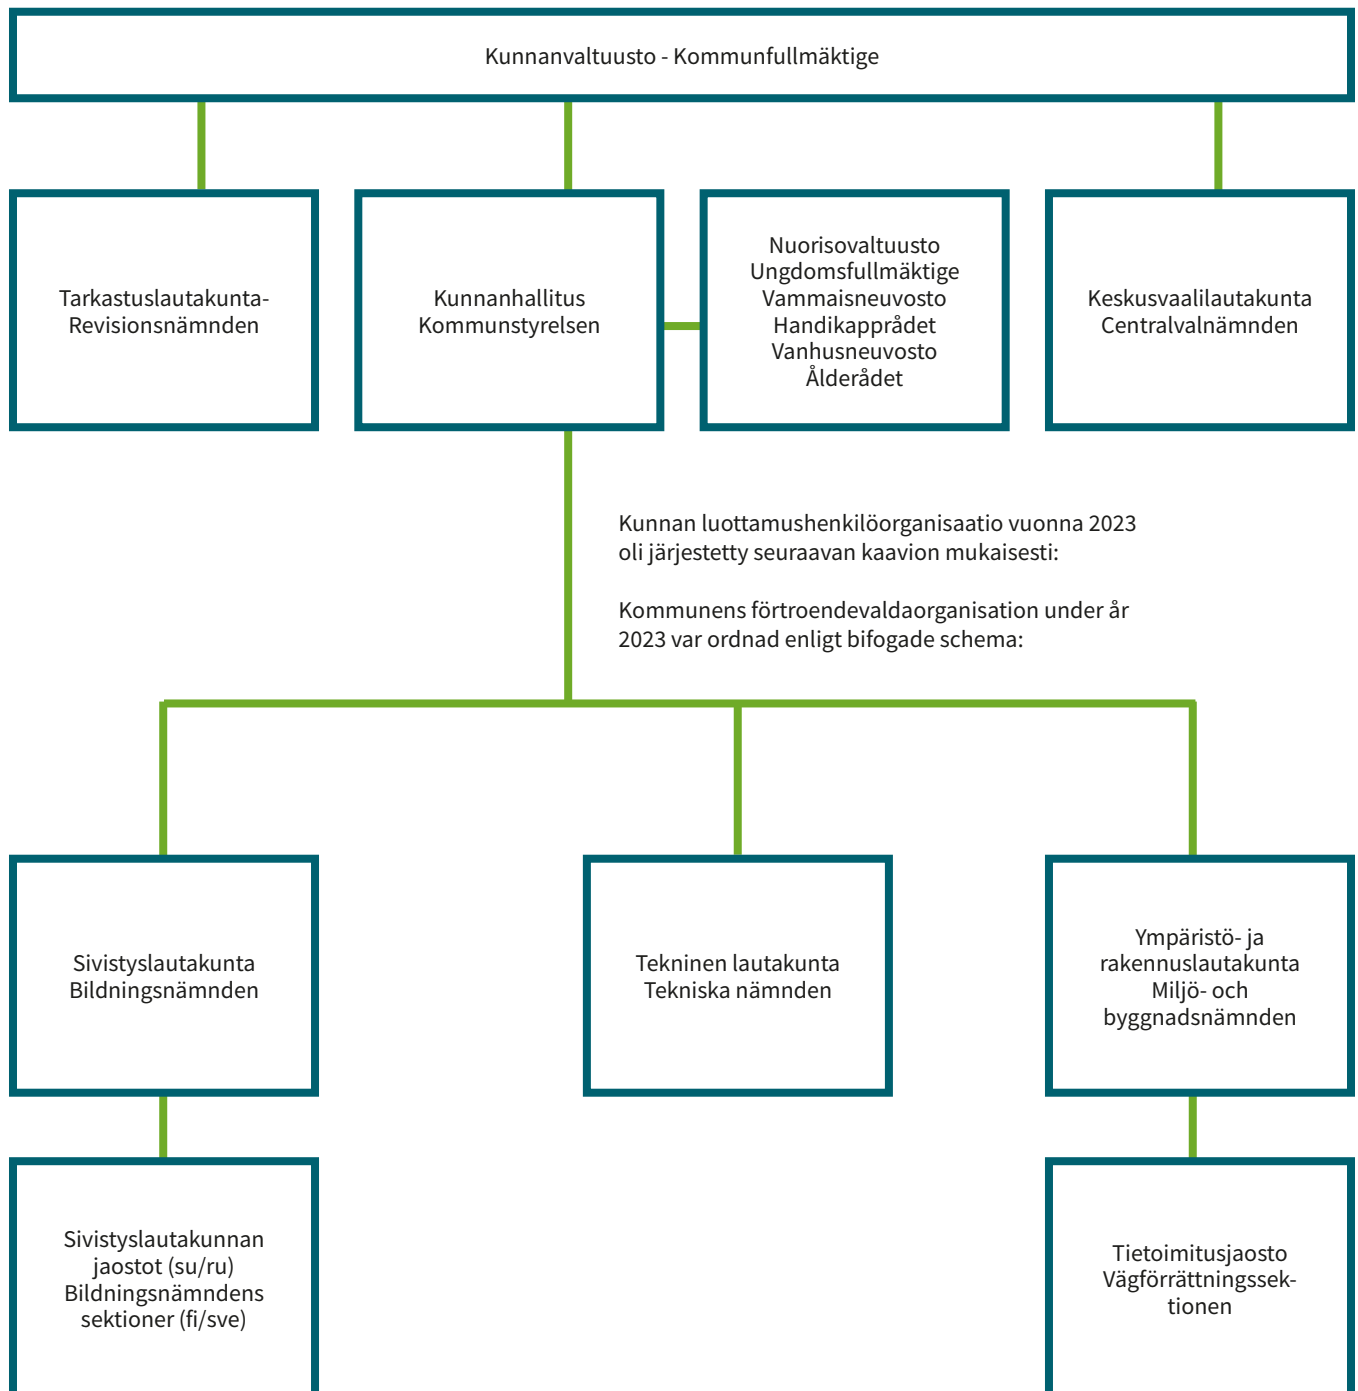 Kunnanvaltuusto - Kommunfullmäktige
Tarkastuslautakunta-
Revisionsnämnden
Kunnanhallitus
Kommunstyrelsen
Nuorisovaltuusto
Ungdomsfullmäktige
Vammaisneuvosto
Handikapprådet
Vanhusneuvosto
Ålderådet
Keskusvaalilautakunta
Centralvalnämnden
Kunnan luottamushenkilöorganisaatio vuonna 2023
oli järjestetty seuraavan kaavion mukaisesti:
Kommunens förtroendevaldaorganisation under år
2023 var ordnad enligt bifogade schema:
Sivistyslautakunta
Bildningsnämnden
Tekninen lautakunta
Tekniska nämnden
Ympäristö- ja
rakennuslautakunta
Miljö- och
byggnadsnämnden
Sivistyslautakunnan
jaostot (su/ru)
Bildningsnämndens
sektioner (fi/sve)
Tietoimitusjaosto
Vägförrättningssek-
tionen